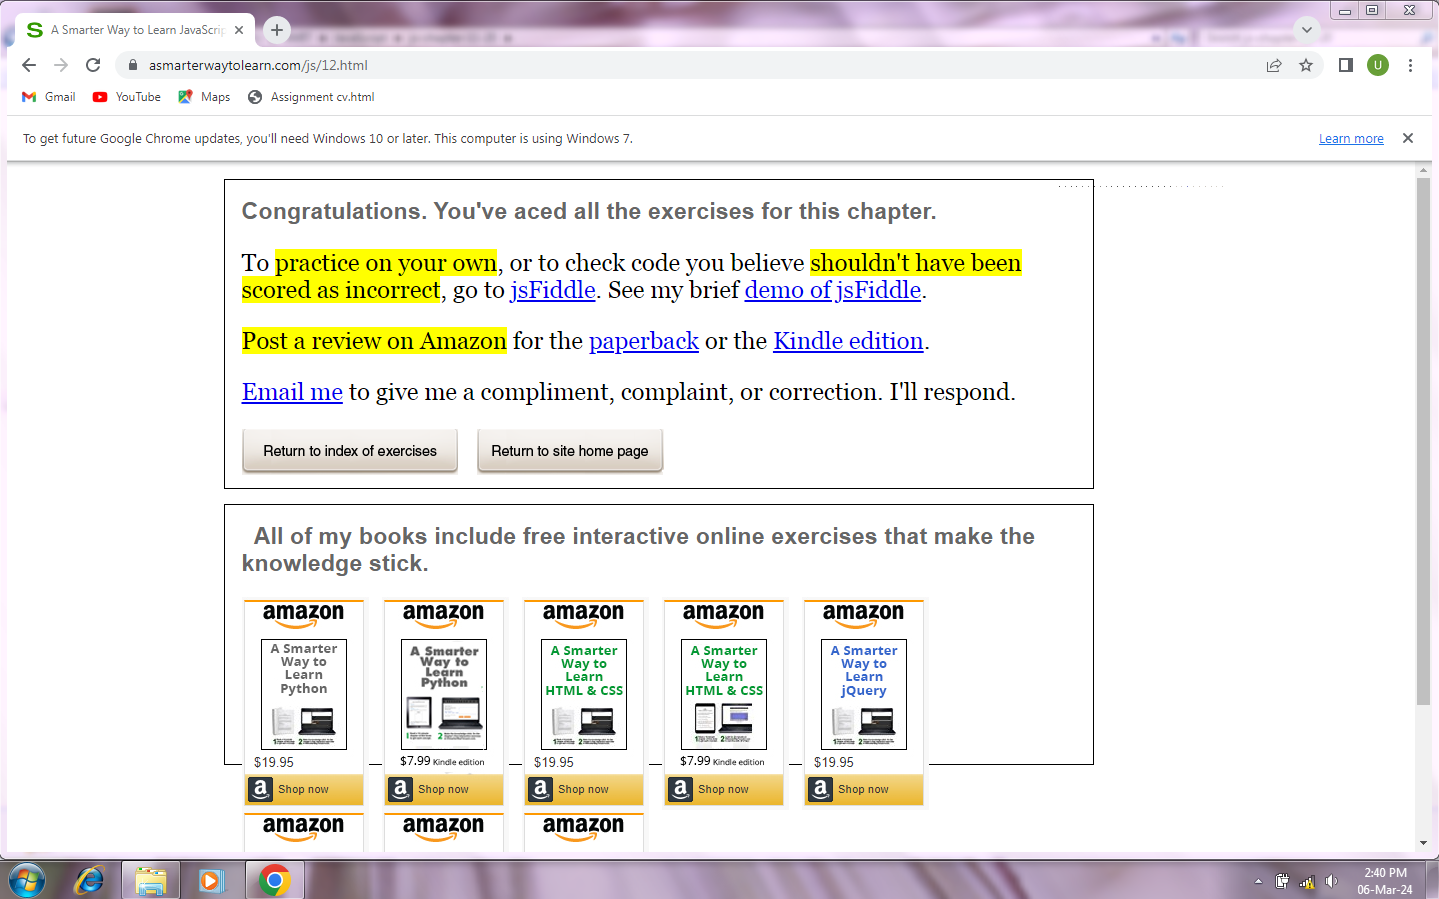 A Smarter Way to Learn JavaScrip
asmarterwaytolearn.com/js/12.html
U
Gmail YouTube Maps Assignment cv.html
To get future Google Chrome updates, you'll need Windows 10 or later. This computer is using Windows 7. Learn more
Congratulations. You've aced all the exercises for this chapter.
To practice on your own, or to check code you believe shouldn't have been
scored as incorrect, go to jsFiddle. See my brief demo of jsFiddle.
Post a review on Amazon for the paperback or the Kindle edition.
Email me to give me a compliment, complaint, or correction. I'll respond.
Return to index of exercises Return to site home page
All of my books include free interactive online exercises that make the
knowledge stick.
amazon amazon amazon amazon amazon
A Smarter A Smarter A Smarter A Smarter A Smarter
Way to Way to Way to Way to Way to
Learn Learn Learn Learn Learn
Python Python HTML & CSS HTML & CSS jQuery
$19.95 $7.99 Kindle edition $19.95 $7.99 Kindle edition $19.95
a Shop now a Shop now a Shop now a Shop now a Shop now
amazon amazon amazon
2:40 PM
06-Mar-24